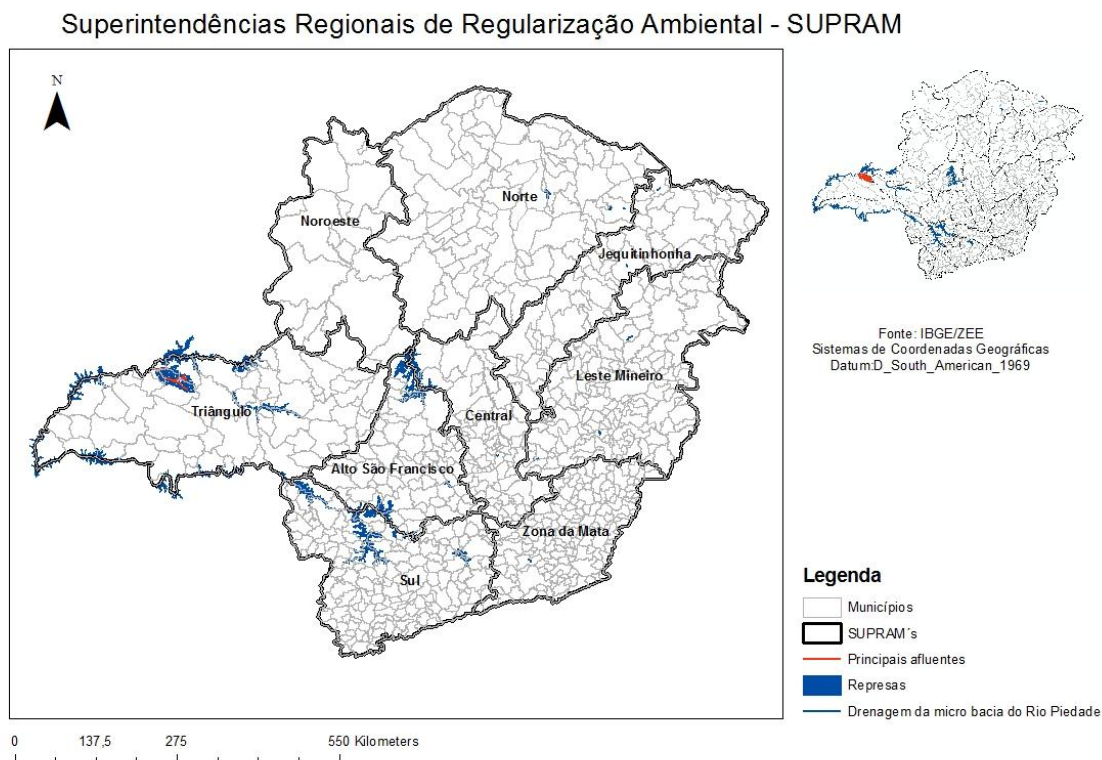 Superintendências Regionais de Regularização Ambiental - SUPRAM
N
Norte
Noroeste
Jequitinhonha
Leste Mineiro
Triângulo
Central
Alto São Francisco
Zona da Mata
Sul
Fonte: IBGE/ZEE
Sistemas de Coordenadas Geográficas
Datum:D_South_American_1969
Legenda
Municípios
SUPRAM´s
Principais afluentes
Represas
Drenagem da micro bacia do Rio Piedade
0 137,5 275 550 Kilometers